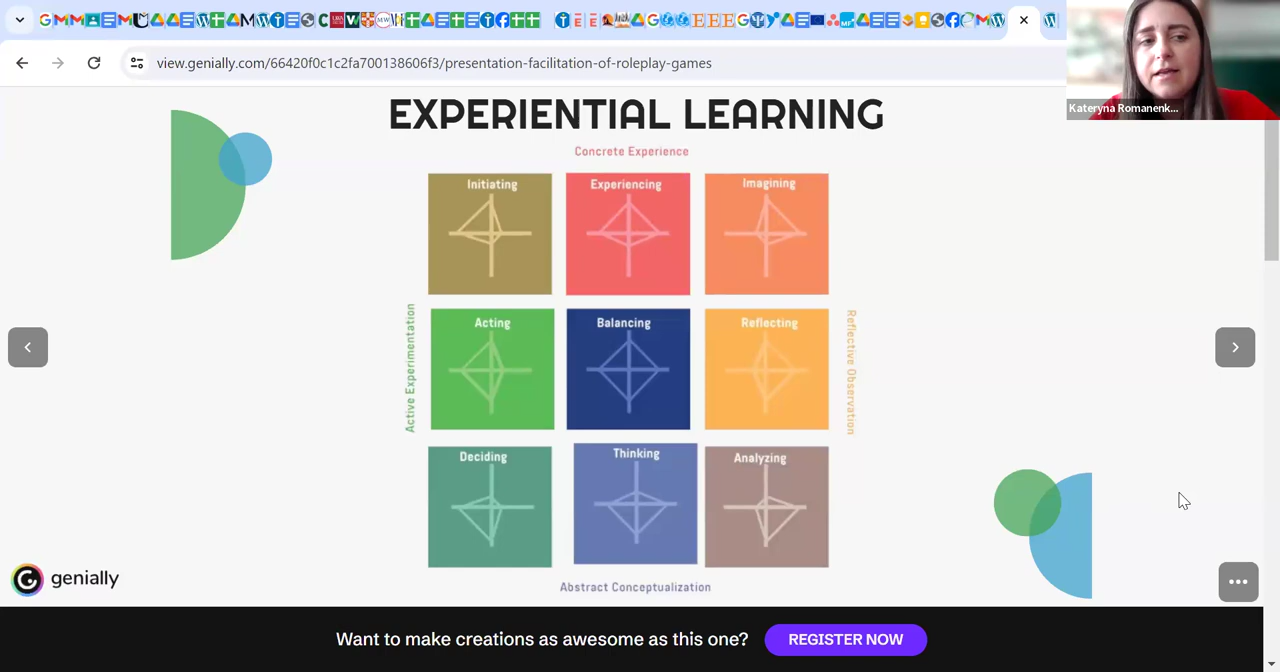 view.genially.com/66420f0c1c2fa700138606f3/presentation-facilitation-of-roleplay-games
Kateryna Romanenk...
EXPERIENTIAL LEARNING
Concrete Experience
Initiating
Experiencing
Imagining
Active Experimentation
Acting
Balancing
Reflecting
Reflective Observation
Deciding
Thinking
Analyzing
Abstract Conceptualization
genially
Want to make creations as awesome as this one?
REGISTER NOW